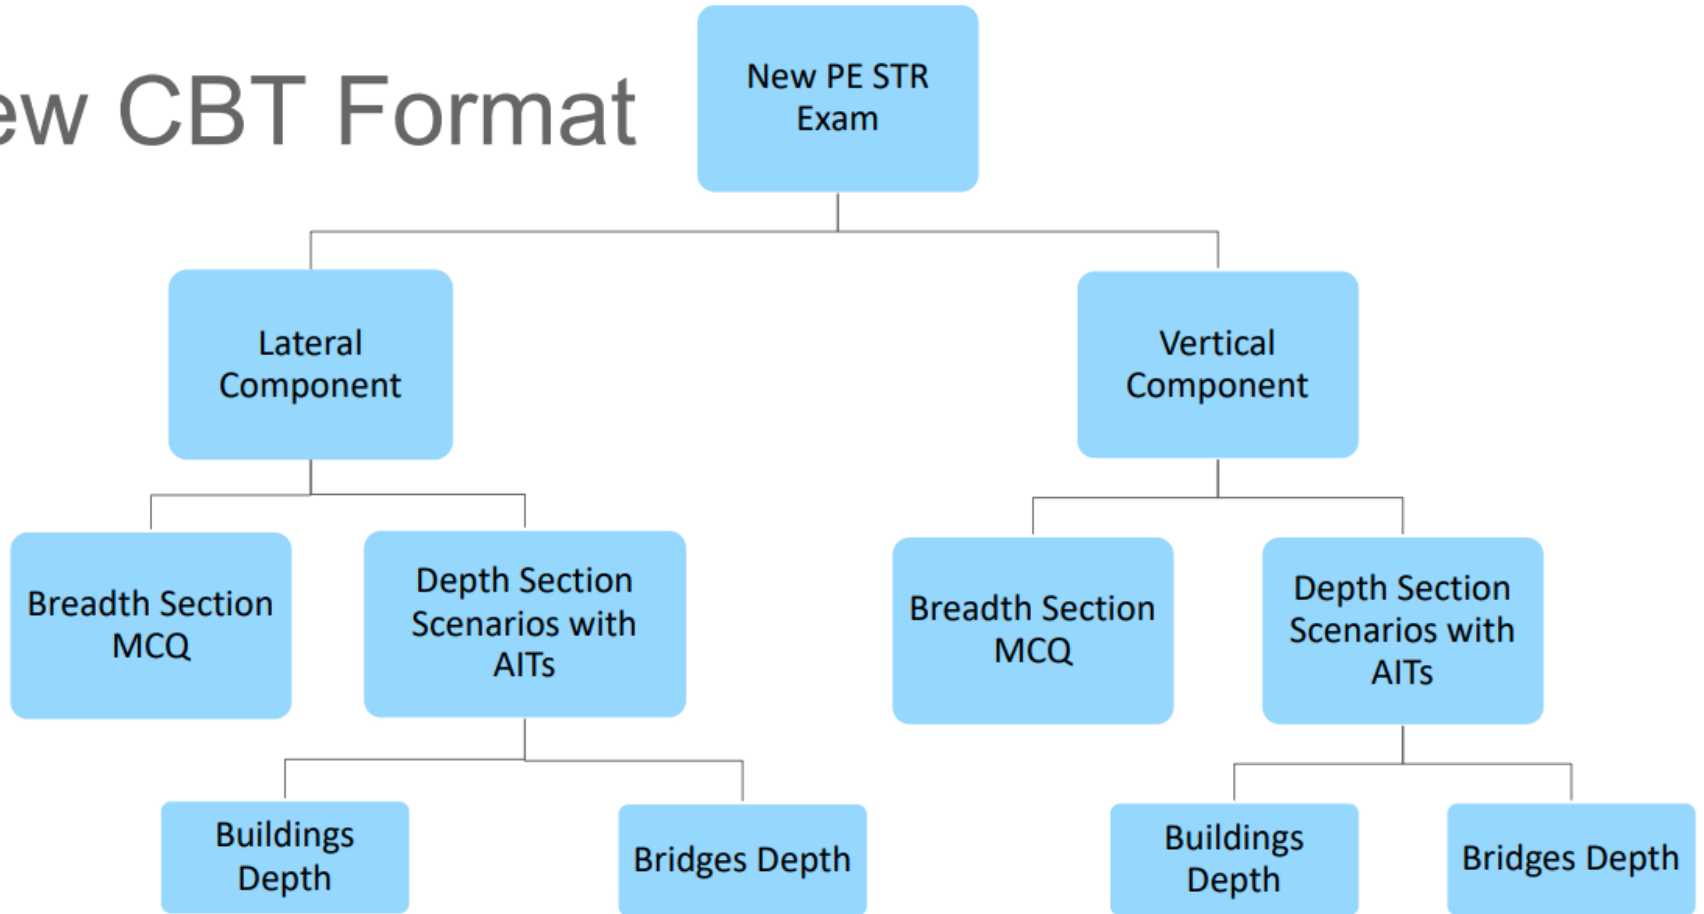 ew CBT Format
New PE STR
Exam
Lateral
Component
Vertical
Component
Breadth Section
MCQ
Depth Section
Scenarios with
AITs
Breadth Section
MCQ
Depth Section
Scenarios with
AITs
Buildings
Depth
Bridges Depth
Buildings
Depth
Bridges Depth